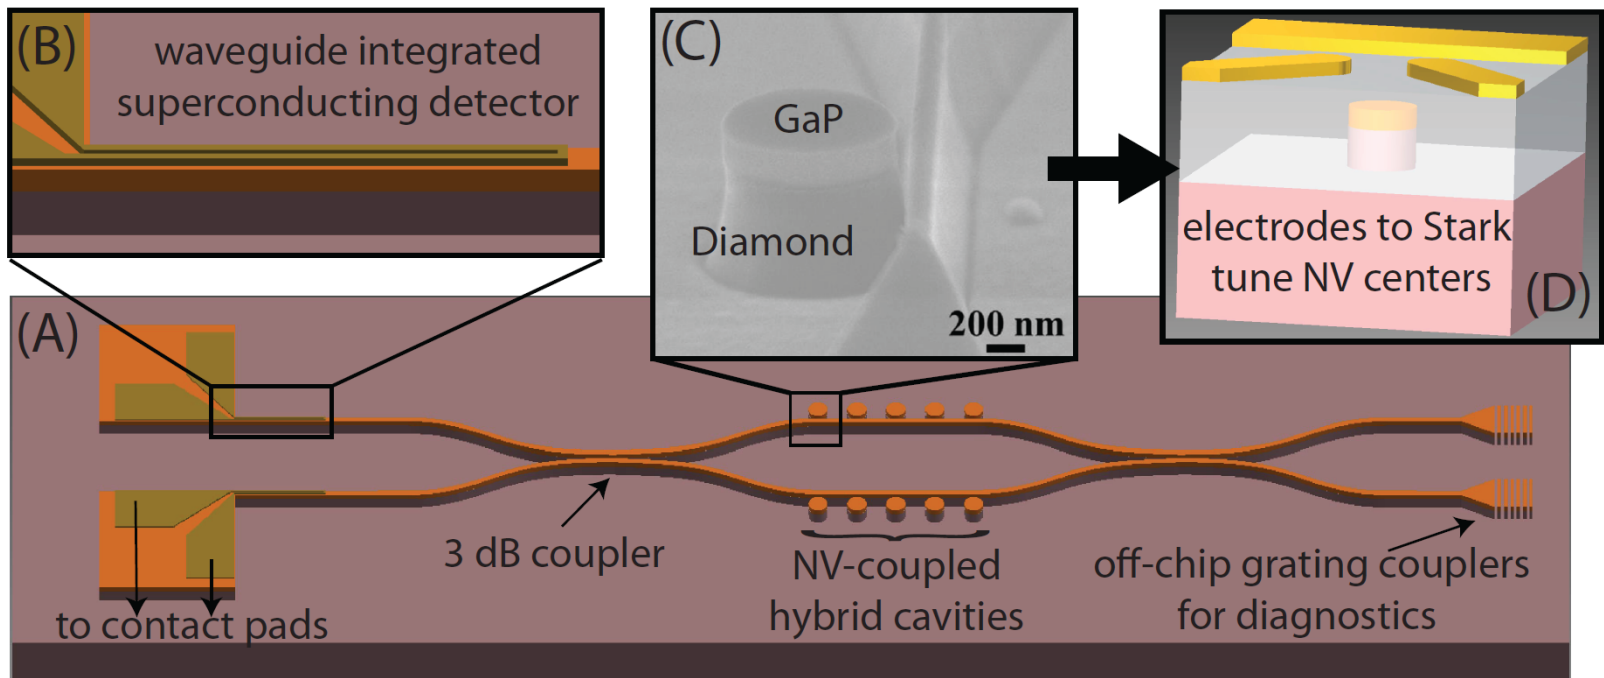 (B)
waveguide integrated
superconducting detector
(C)
GaP
Diamond
200 nm
electrodes to Stark
tune NV centers
(D)
(A)
3 dB coupler
NV-coupled
hybrid cavities
off-chip grating couplers
for diagnostics
to contact pads